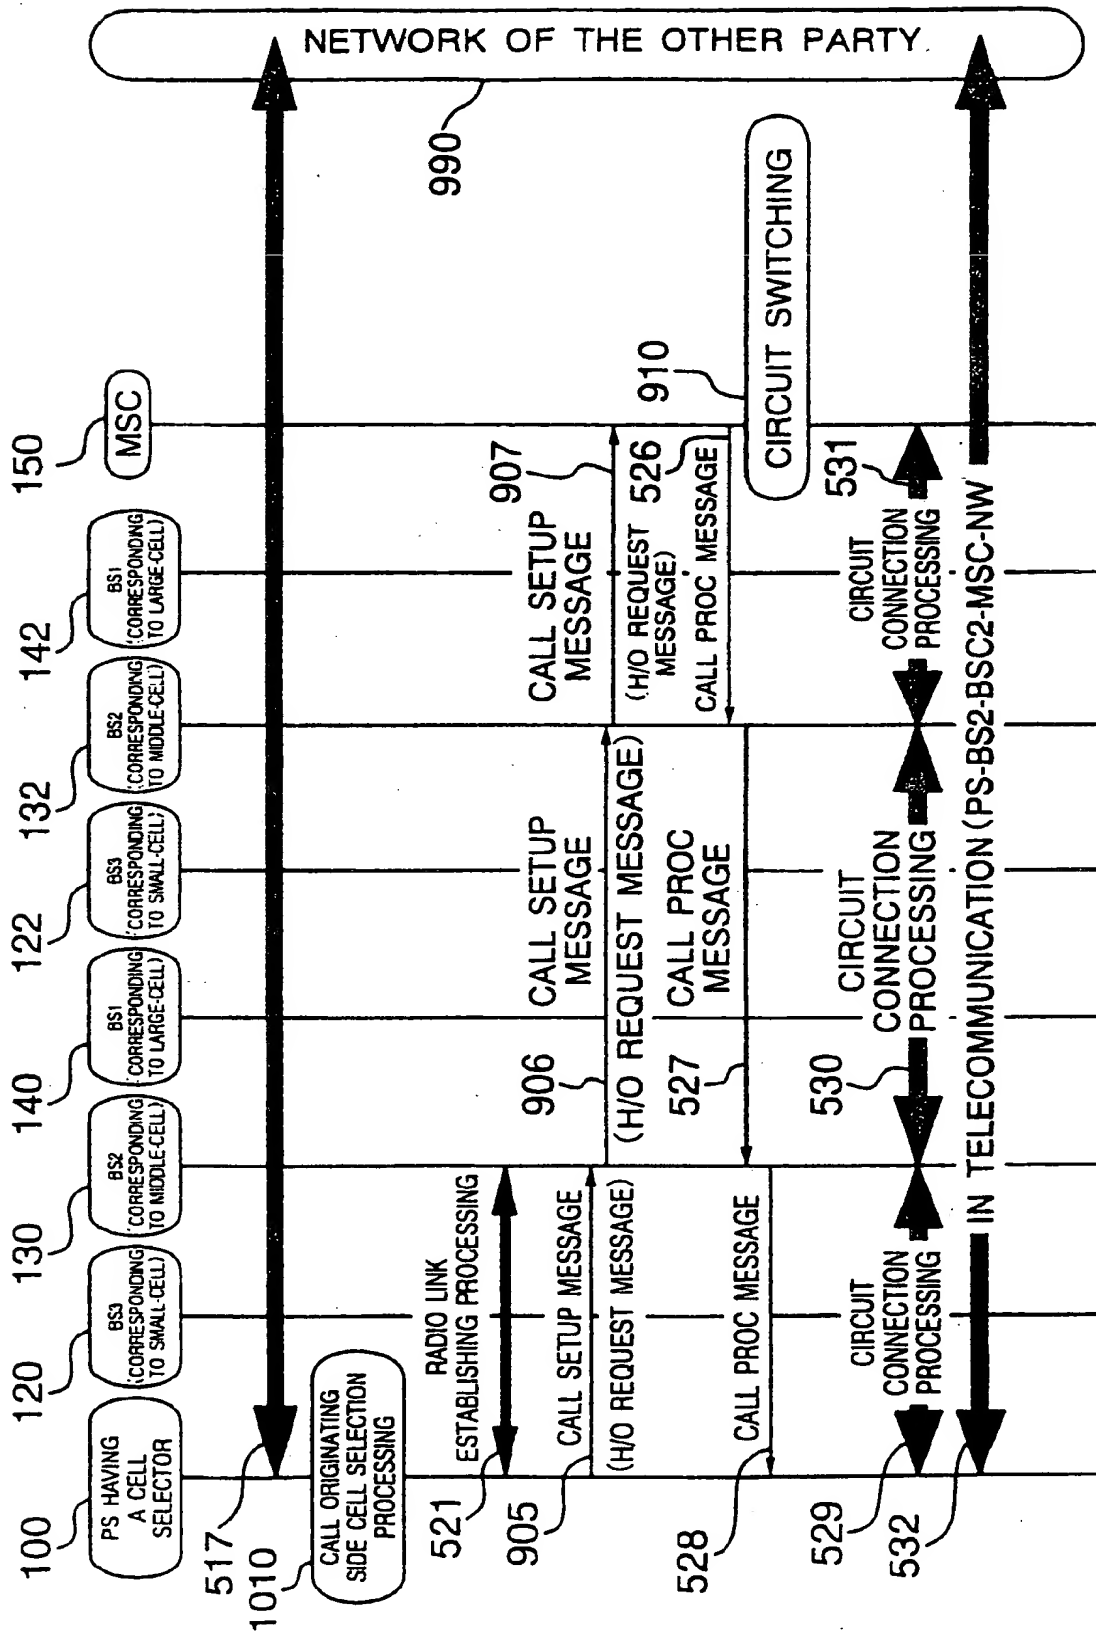 100
120
130
140
122
132
142
150
PS HAVING
A CELL
SELECTOR
BS3
(CORRESPONDING
TO SMALL-CELL)
BS2
(CORRESPONDING
TO MIDDLE-CELL)
BS1
(CORRESPONDING
TO LARGE-CELL)
BS3
(CORRESPONDING
TO SMALL-CELL)
BS2
(CORRESPONDING
TO MIDDLE-CELL)
BS1
(CORRESPONDING
TO LARGE-CELL)
MSC
517
1010
CALL ORIGINATING
SIDE CELL SELECTION
PROCESSING
NETWORK OF THE OTHER PARTY
990
521
RADIO LINK
ESTABLISHING PROCESSING
905
CALL SETUP MESSAGE
(H/O REQUEST MESSAGE)
906
CALL SETUP
MESSAGE
(H/O REQUEST MESSAGE)
907
CALL SETUP
MESSAGE
(H/O REQUEST
MESSAGE)
526
CALL PROC MESSAGE
910
CIRCUIT SWITCHING
527
CALL PROC
MESSAGE
528
CALL PROC MESSAGE
529
CIRCUIT
CONNECTION
PROCESSING
530
CIRCUIT
CONNECTION
PROCESSING
531
CIRCUIT
CONNECTION
PROCESSING
532
IN TELECOMMUNICATION (PS-BS2-BSC2-MSC-NW)